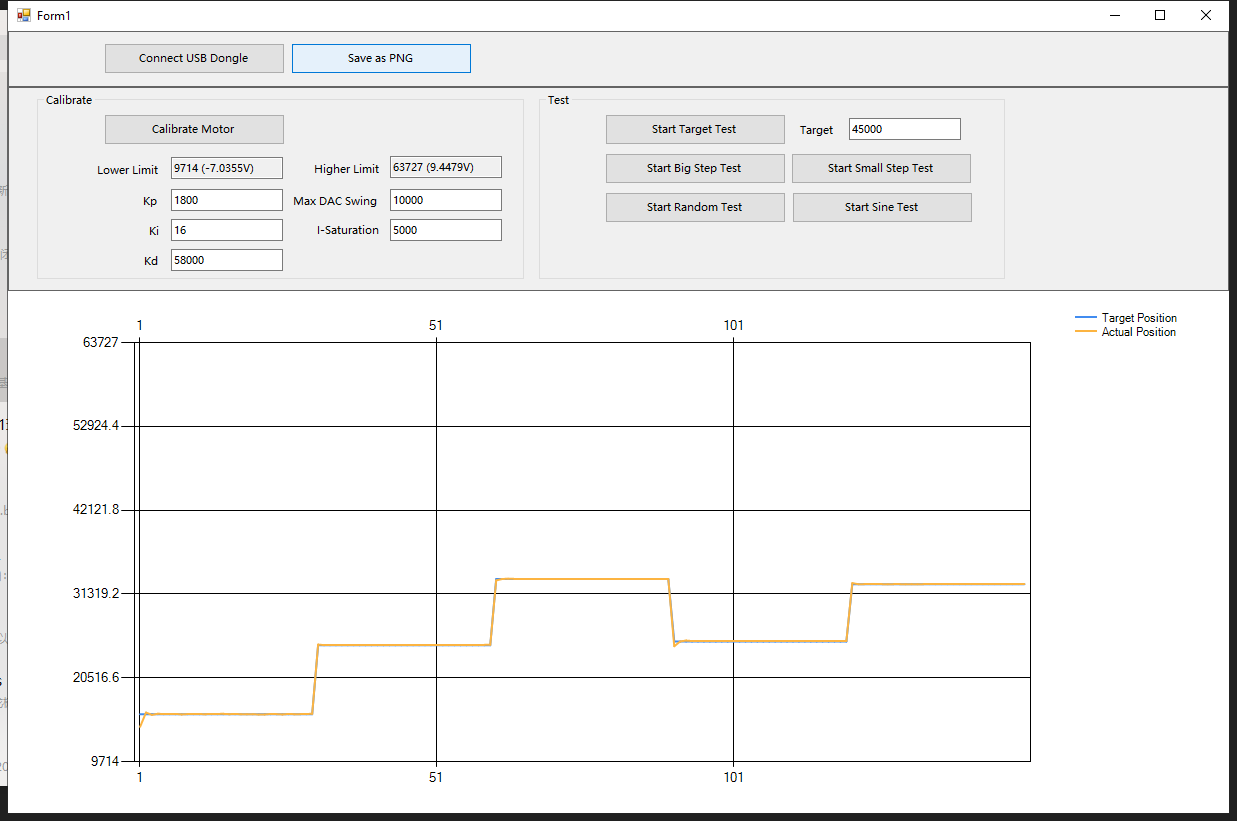 Form1
Connect USB Dongle
Save as PNG
Calibrate
Calibrate Motor
Lower Limit 9714 (-7.0355V) Higher Limit 63727 (9.4479V)
Kp 1800 Max DAC Swing 10000
Ki 16 I-Saturation 5000
Kd 58000
Test
Start Target Test Target 45000
Start Big Step Test Start Small Step Test
Start Random Test Start Sine Test
Target Position
Actual Position
1 51 101
63727
52924.4
42121.8
31319.2
20516.6
9714
1 51 101